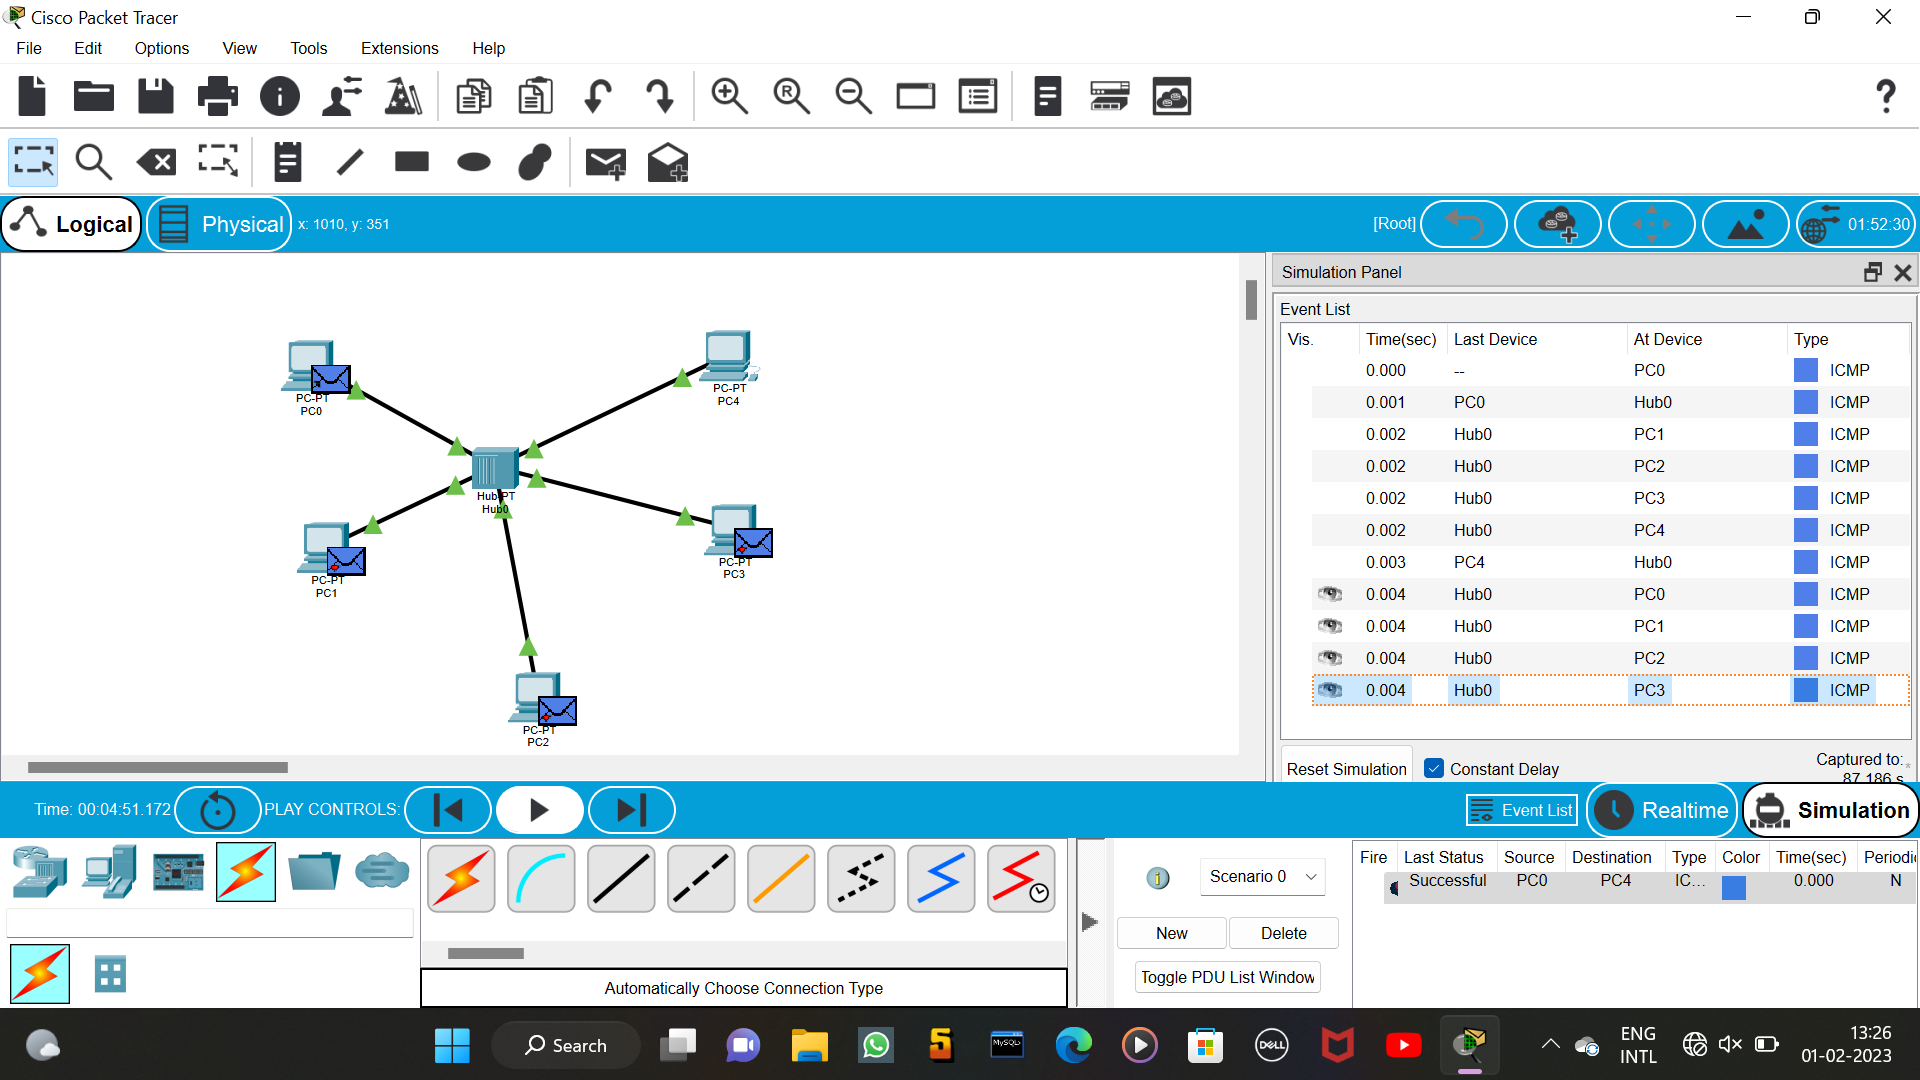 Cisco Packet Tracer
File Edit Options View Tools Extensions Help
Logical Physical x: 1010, y: 351 [Root] 01:52:30
Simulation Panel
Event List
Vis. Time(sec) Last Device At Device Type
0.000 -- PC0 ICMP
0.001 PC0 Hub0 ICMP
0.002 Hub0 PC1 ICMP
0.002 Hub0 PC2 ICMP
0.002 Hub0 PC3 ICMP
0.002 Hub0 PC4 ICMP
0.003 PC4 Hub0 ICMP
0.004 Hub0 PC0 ICMP
0.004 Hub0 PC1 ICMP
0.004 Hub0 PC2 ICMP
0.004 Hub0 PC3 ICMP
Reset Simulation Constant Delay Captured to:*
87.186 s
PC-PT
PC0
PC-PT
PC4
Hub-PT
Hub0
PC-PT
PC1
PC-PT
PC3
PC-PT
PC2
Time: 00:04:51.172 PLAY CONTROLS: Event List Realtime Simulation
Scenario 0
New Delete
Toggle PDU List Window
Fire Last Status Source Destination Type Color Time(sec) Periodic
Successful PC0 PC4 IC... 0.000 N
Automatically Choose Connection Type
Search
MySQL>
DELL
ENG
INTL
13:26
01-02-2023